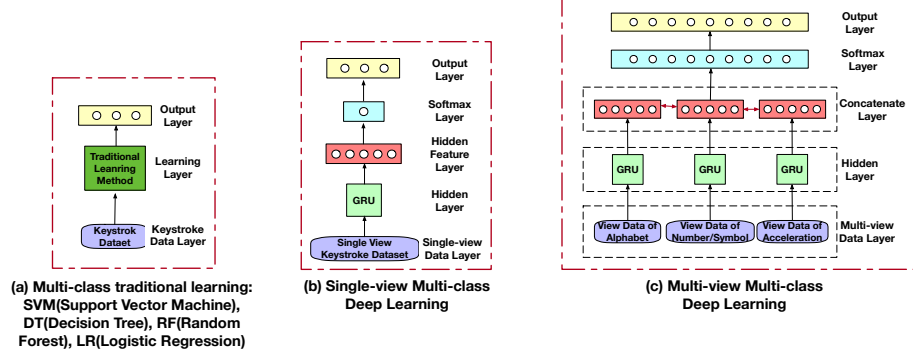 Output
Layer
Traditional
Leanring
Method
Learning
Layer
Keystrok
Dataet
Keystroke
Data Layer
(a) Multi-class traditional learning:
SVM(Support Vector Machine),
DT(Decision Tree), RF(Random
Forest), LR(Logistic Regression)
Output
Layer
Softmax
Layer
Hidden
Feature
Layer
GRU
Hidden
Layer
Single View
Keystroke Dataset
Single-view
Data Layer
(b) Single-view Multi-class
Deep Learning
Output
Layer
Softmax
Layer
Concatenate
Layer
GRU
GRU
GRU
Hidden
Layer
View Data of
Alphabet
View Data of
Number/Symbol
View Data of
Acceleration
Multi-view
Data Layer
(c) Multi-view Multi-class
Deep Learning